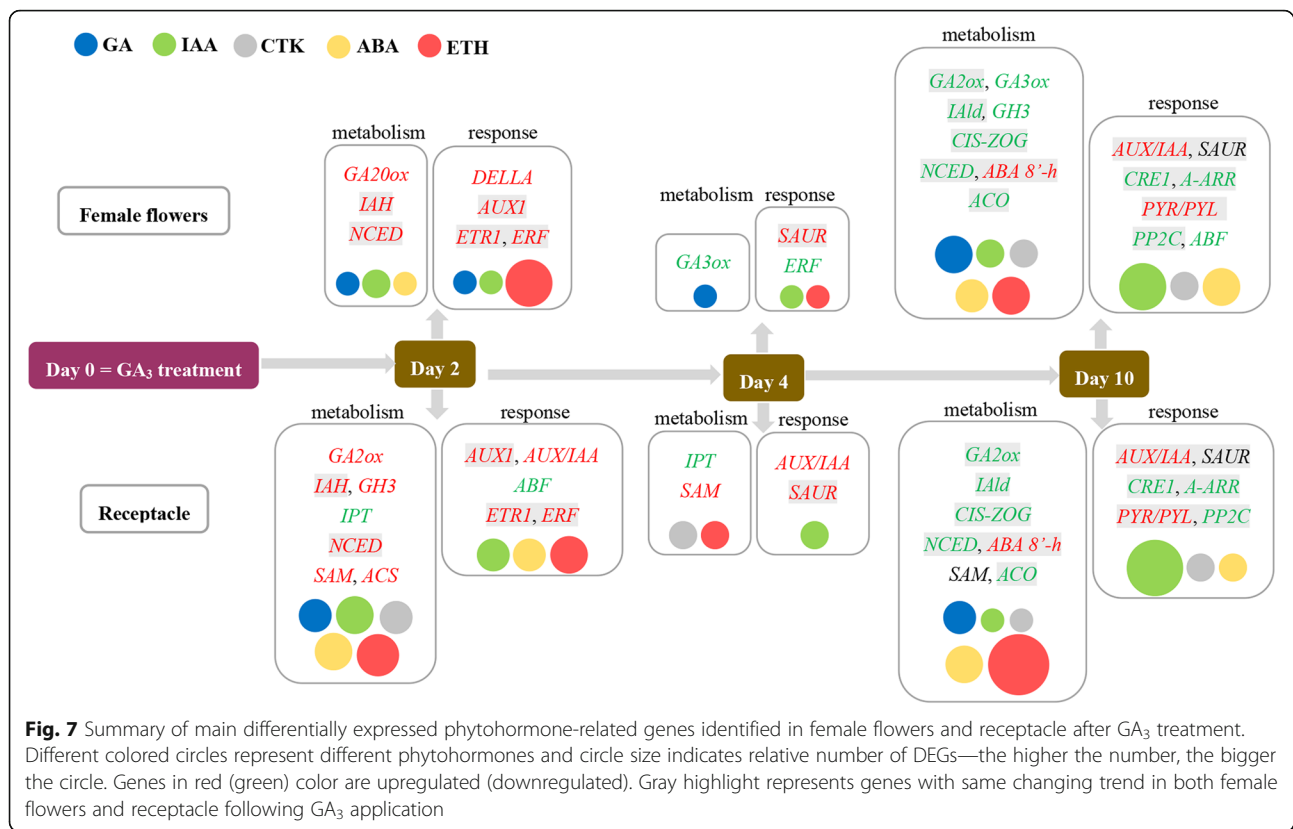 GA IAA CTK ABA ETH
Female flowers
metabolism
GA20ox
IAH
NCED
response
DELLA
AUX1
ETR1, ERF
metabolism
GA3ox
response
SAUR
ERF
metabolism
GA2ox, GA3ox
IAld, GH3
CIS-ZOG
NCED, ABA 8’-h
ACO
response
AUX/IAA, SAUR
CRE1, A-ARR
PYR/PYL
PP2C, ABF
Day 0 = GA₃ treatment
Day 2
Day 4
Day 10
Receptacle
metabolism
GA2ox
IAH, GH3
IPT
NCED
SAM, ACS
response
AUX1, AUX/IAA
ABF
ETR1, ERF
metabolism
IPT
SAM
response
AUX/IAA
SAUR
metabolism
GA2ox
IAld
CIS-ZOG
NCED, ABA 8’-h
SAM, ACO
response
AUX/IAA, SAUR
CRE1, A-ARR
PYR/PYL, PP2C
Fig. 7 Summary of main differentially expressed phytohormone-related genes identified in female flowers and receptacle after GA₃ treatment.
Different colored circles represent different phytohormones and circle size indicates relative number of DEGs—the higher the number, the bigger
the circle. Genes in red (green) color are upregulated (downregulated). Gray highlight represents genes with same changing trend in both female
flowers and receptacle following GA₃ application